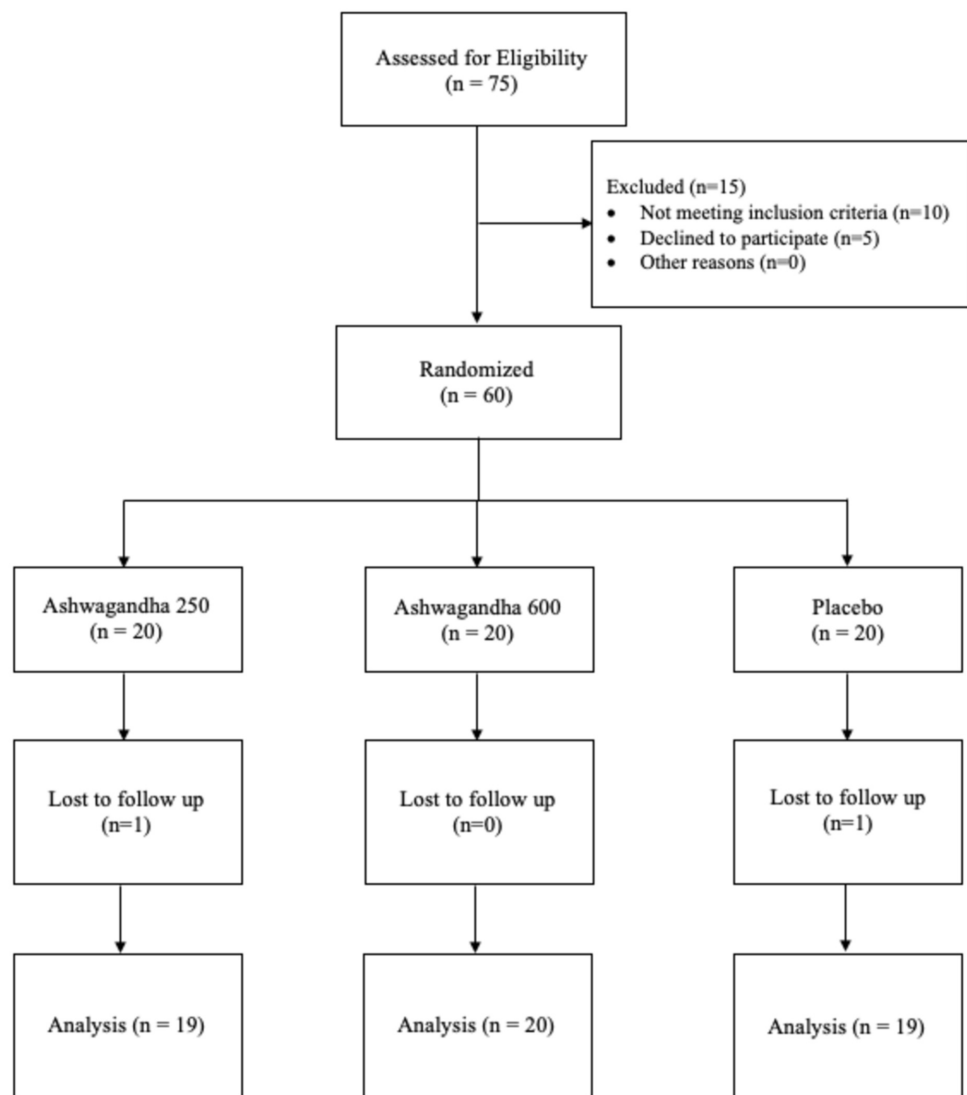 Assessed for Eligibility
(n = 75)
Excluded (n=15)
• Not meeting inclusion criteria (n=10)
• Declined to participate (n=5)
• Other reasons (n=0)
Randomized
(n = 60)
Ashwagandha 250
(n = 20)
Ashwagandha 600
(n = 20)
Placebo
(n = 20)
Lost to follow up
(n=1)
Lost to follow up
(n=0)
Lost to follow up
(n=1)
Analysis (n = 19)
Analysis (n = 20)
Analysis (n = 19)